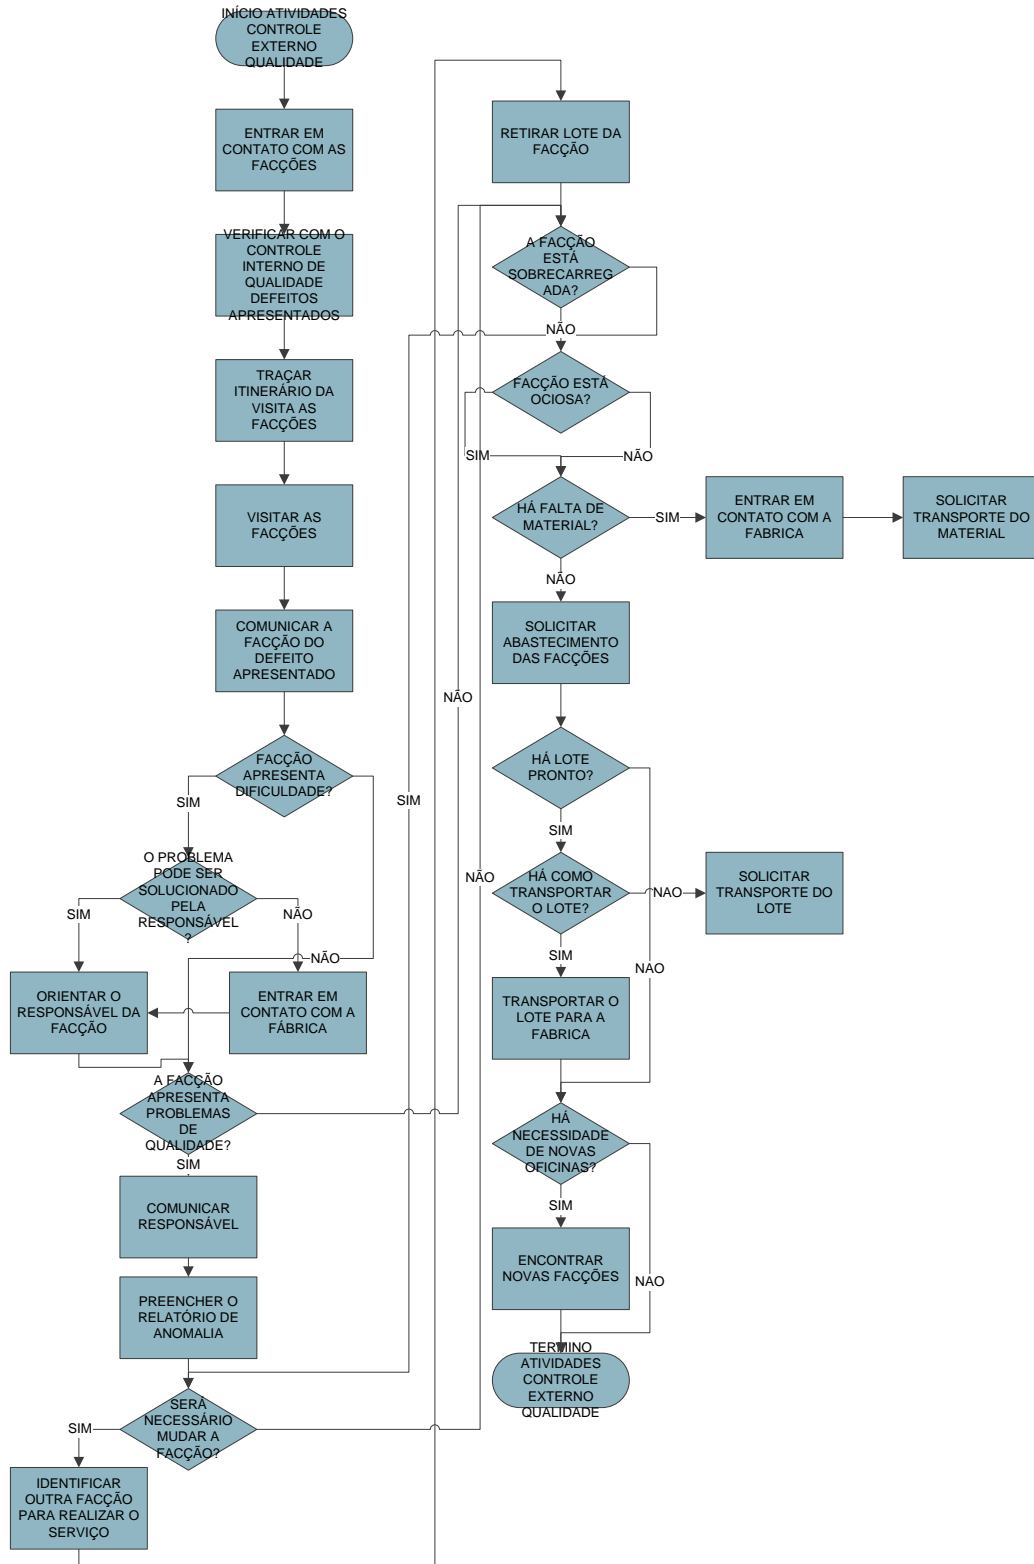 INÍCIO ATIVIDADES
CONTROLE
EXTERNO
QUALIDADE
ENTRAR EM
CONTATO COM AS
FACÇÕES
VERIFICAR COM O
CONTROLE
INTERNO DE
QUALIDADE
DEFEITOS
APRESENTADOS
TRAÇAR
ITINERÁRIO DA
VISITA AS
FACÇÕES
VISITAR AS
FACÇÕES
COMUNICAR A
FACÇÃO DO
DEFEITO
APRESENTADO
FACÇÃO
APRESENTA
DIFICULDADE?
SIM
NÃO
O PROBLEMA
PODE SER
SOLUCIONADO
PELA
RESPONSÁVEL
?
SIM
NÃO
ORIENTAR O
RESPONSÁVEL DA
FACÇÃO
ENTRAR EM
CONTATO COM A
FÁBRICA
A FACÇÃO
APRESENTA
PROBLEMAS
DE
QUALIDADE?
SIM
NÃO
COMUNICAR
RESPONSÁVEL
PREENCHER O
RELATÓRIO DE
ANOMALIA
SERÁ
NECESSÁRIO
MUDAR A
FACÇÃO?
SIM
NÃO
IDENTIFICAR
OUTRA FACÇÃO
PARA REALIZAR O
SERVIÇO
RETIRAR LOTE DA
FACÇÃO
A FACÇÃO
ESTÁ
SOBRECARREG
ADA?
SIM
NÃO
FACÇÃO ESTÁ
OCIOSA?
SIM
NÃO
HÁ FALTA DE
MATERIAL?
SIM
ENTRAR EM
CONTATO COM A
FABRICA
SOLICITAR
TRANSPORTE DO
MATERIAL
NÃO
SOLICITAR
ABASTECIMENTO
DAS FACÇÕES
HÁ LOTE
PRONTO?
SIM
NAO
HÁ COMO
TRANSPORTAR
O LOTE?
NAO
SOLICITAR
TRANSPORTE DO
LOTE
SIM
TRANSPORTAR O
LOTE PARA A
FABRICA
HÁ
NECESSIDADE
DE NOVAS
OFICINAS?
SIM
NAO
ENCONTRAR
NOVAS FACÇÕES
TERMINO
ATIVIDADES
CONTROLE
EXTERNO
QUALIDADE